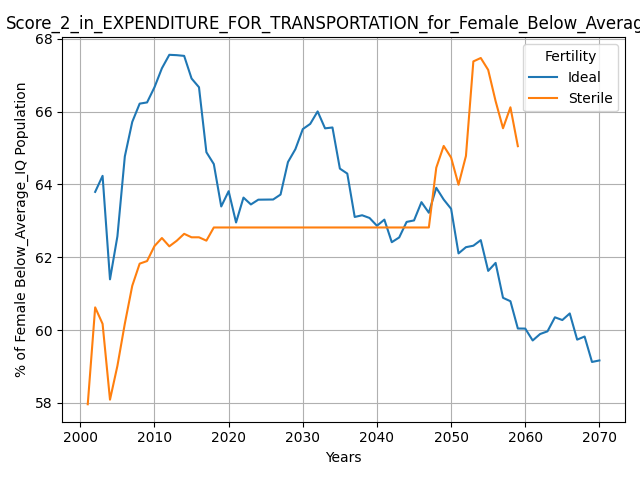 Score_2_in_EXPENDITURE_FOR_TRANSPORTATION_for_Female_Below_Averag
% of Female Below_Average_IQ Population
68
66
64
62
60
58
Fertility
Ideal
Sterile
2000 2010 2020 2030 2040 2050 2060 2070
Years